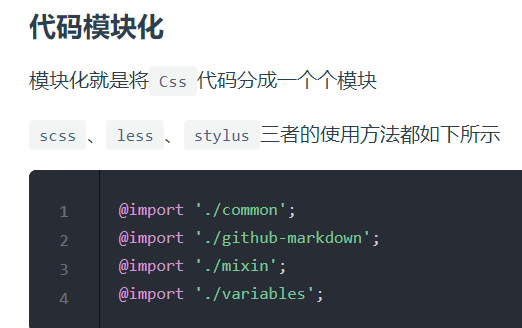 代码模块化
模块化就是将 Css 代码分成一个个模块
scss 、 less 、 stylus 三者的使用方法都如下所示
1 @import './common';
2 @import './github-markdown';
3 @import './mixin';
4 @import './variables';